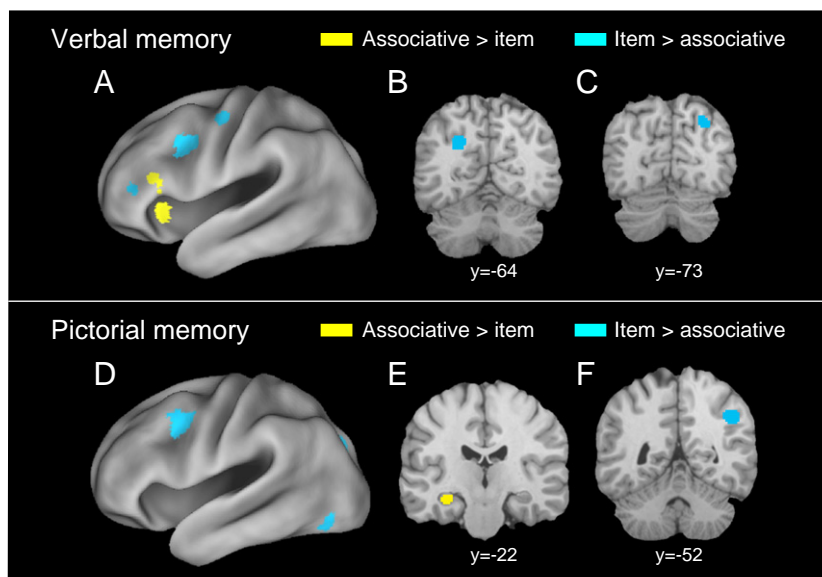 Verbal memory Associative > item Item > associative
A B C
y=-64 y=-73
Pictorial memory Associative > item Item > associative
D E F
y=-22 y=-52